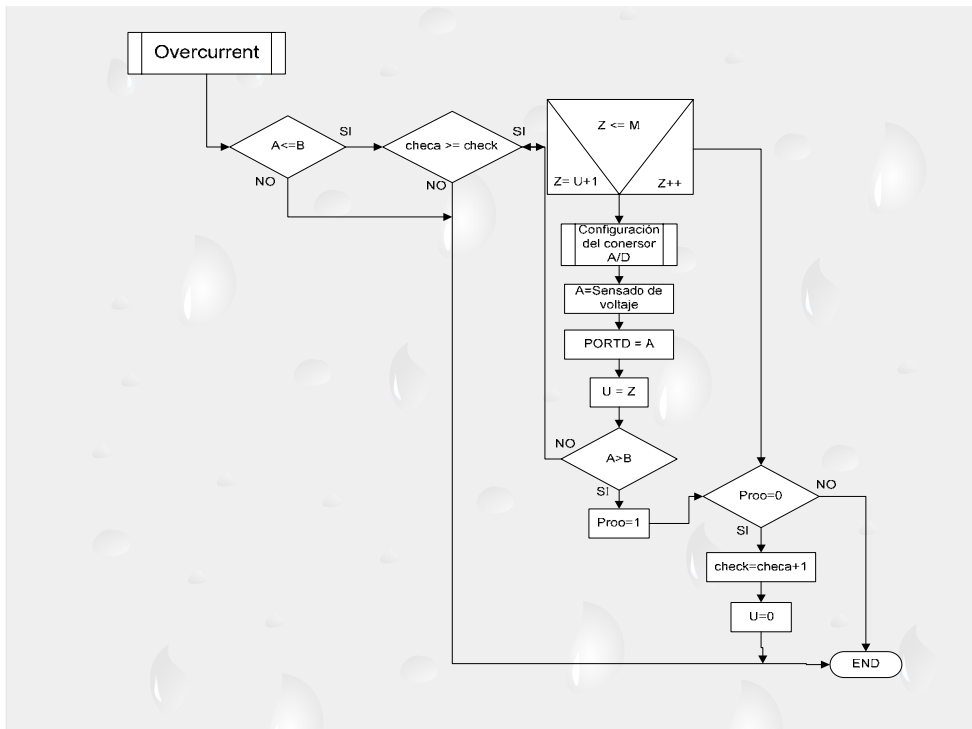 Overcurrent
A<=B
SI
NO
checa >= check
SI
NO
Z <= M
Z= U+1
Z++
Configuración
del conersor
A/D
A=Sensado de
voltaje
PORTD = A
U = Z
A>B
NO
SI
Proo=1
Proo=0
NO
SI
check=checa+1
U=0
END